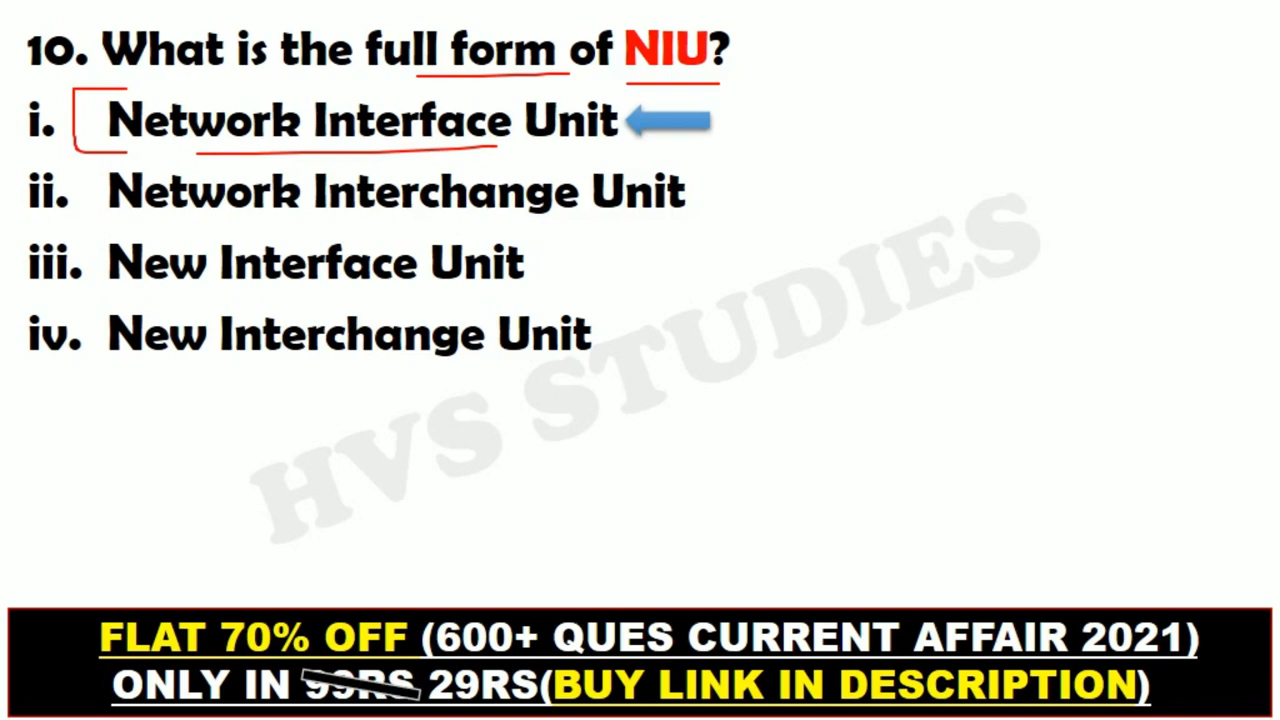 10. What is the full form of NIU?
i. Network Interface Unit
ii. Network Interchange Unit
iii. New Interface Unit
iv. New Interchange Unit
HVS STUDIES
FLAT 70% OFF (600+ QUES CURRENT AFFAIR 2021)
ONLY IN 99RS 29RS(BUY LINK IN DESCRIPTION)